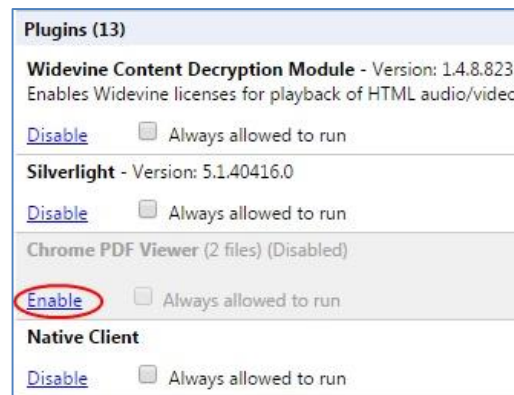 Plugins (13)
Widevine Content Decryption Module - Version: 1.4.8.823
Enables Widevine licenses for playback of HTML audio/video
Disable Always allowed to run
Silverlight - Version: 5.1.40416.0
Disable Always allowed to run
Chrome PDF Viewer (2 files) (Disabled)
Enable Always allowed to run
Native Client
Disable Always allowed to run